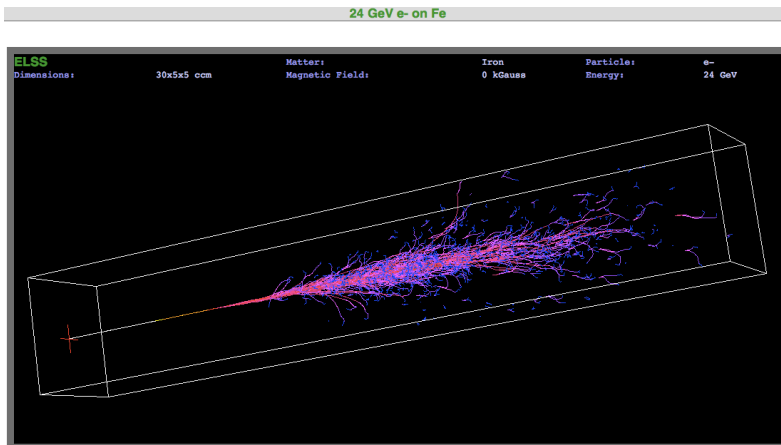 24 GeV e- on Fe
ELSS Matter: Iron Particle: e-
Dimensions: 30x5x5 ccm Magnetic Field: 0 kGauss Energy: 24 GeV